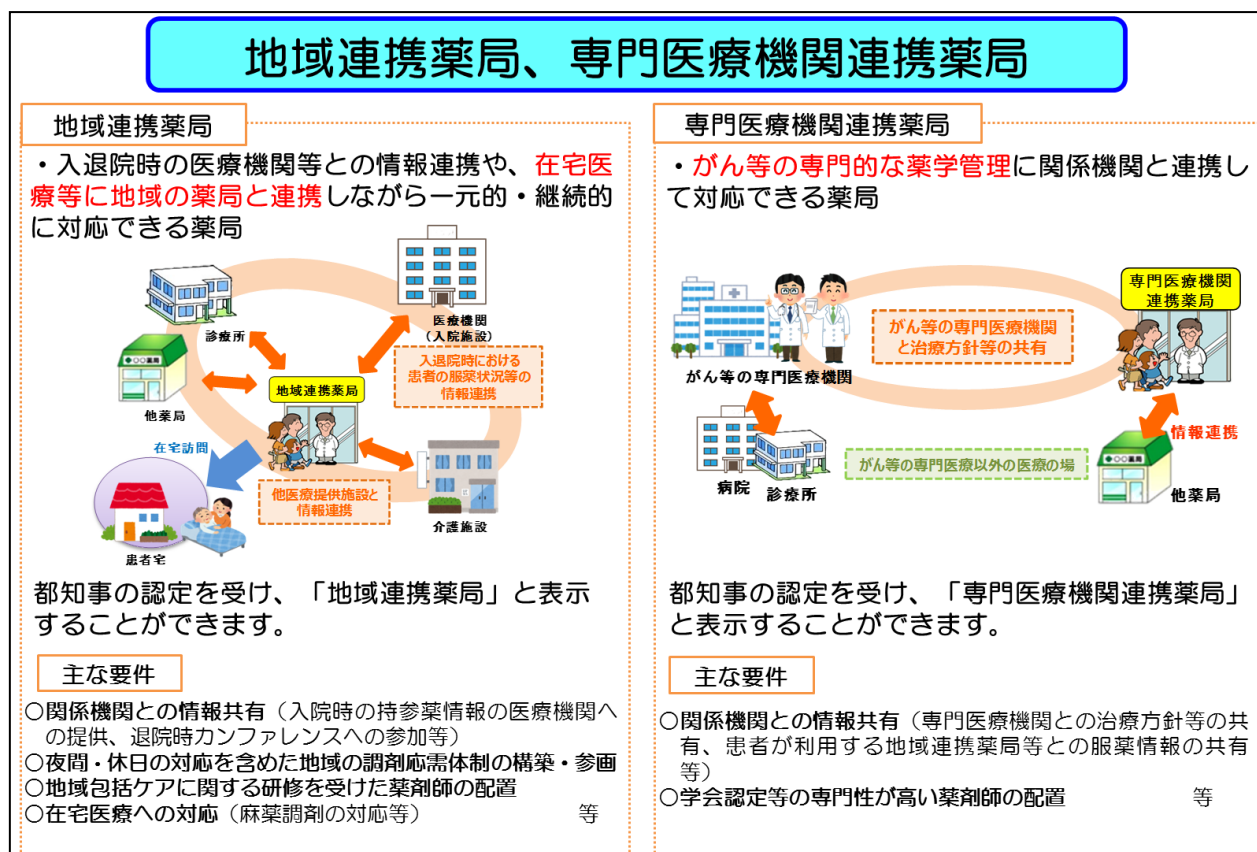 地域連携薬局、専門医療機関連携薬局
地域連携薬局
・入退院時の医療機関等との情報連携や、在宅医
療等に地域の薬局と連携しながら一元的・継続的
に対応できる薬局
診療所
医療機関
(入院施設)
入退院時における
患者の服薬状況等の
情報連携
○○薬局
他薬局
地域連携薬局
在宅訪問
他医療提供施設と
情報連携
介護施設
患者宅
都知事の認定を受け、「地域連携薬局」と表示
することができます。
主な要件
○関係機関との情報共有（入院時の持参薬情報の医療機関へ
の提供、退院時カンファレンスへの参加等）
○夜間・休日の対応を含めた地域の調剤応需体制の構築・参画
○地域包括ケアに関する研修を受けた薬剤師の配置
○在宅医療への対応（麻薬調剤の対応等） 等
専門医療機関連携薬局
・がん等の専門的な薬学管理に関係機関と連携し
て対応できる薬局
専門医療機関
連携薬局
がん等の専門医療機関
と治療方針等の共有
がん等の専門医療機関
情報連携
がん等の専門医療以外の医療の場
病院
診療所
○○薬局
他薬局
都知事の認定を受け、「専門医療機関連携薬局」
と表示することができます。
主な要件
○関係機関との情報共有（専門医療機関との治療方針等の共
有、患者が利用する地域連携薬局等との服薬情報の共有
等）
○学会認定等の専門性が高い薬剤師の配置 等